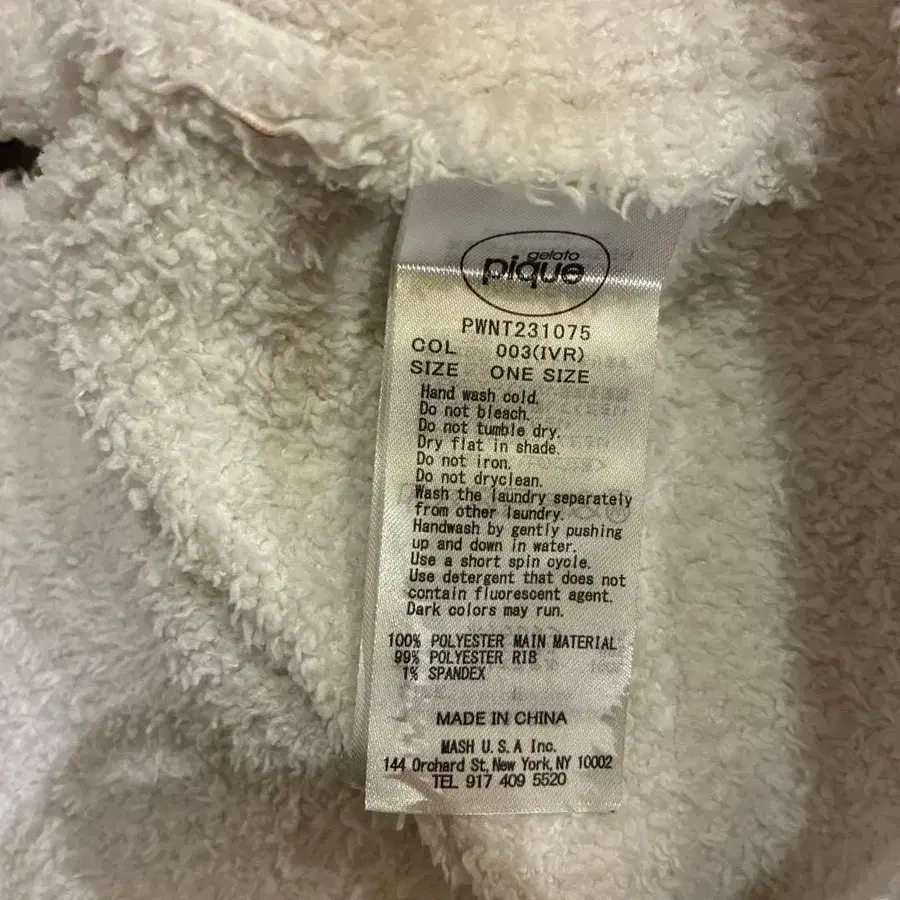 gelato
pique
PWNT231075
COL 003(IVR)
SIZE ONE SIZE
Hand wash cold.
Do not bleach.
Do not tumble dry.
Dry flat in shade.
Do not iron.
Do not dryclean.
Wash the laundry separately
from other laundry.
Handwash by gently pushing
up and down in water.
Use a short spin cycle.
Use detergent that does not
contain fluorescent agent.
Dark colors may run.
100% POLYESTER MAIN MATERIAL
99% POLYESTER RIB
1% SPANDEX
MADE IN CHINA
MASH U.S.A Inc.
144 Orchard St, New York, NY 10002
TEL 917 409 5520